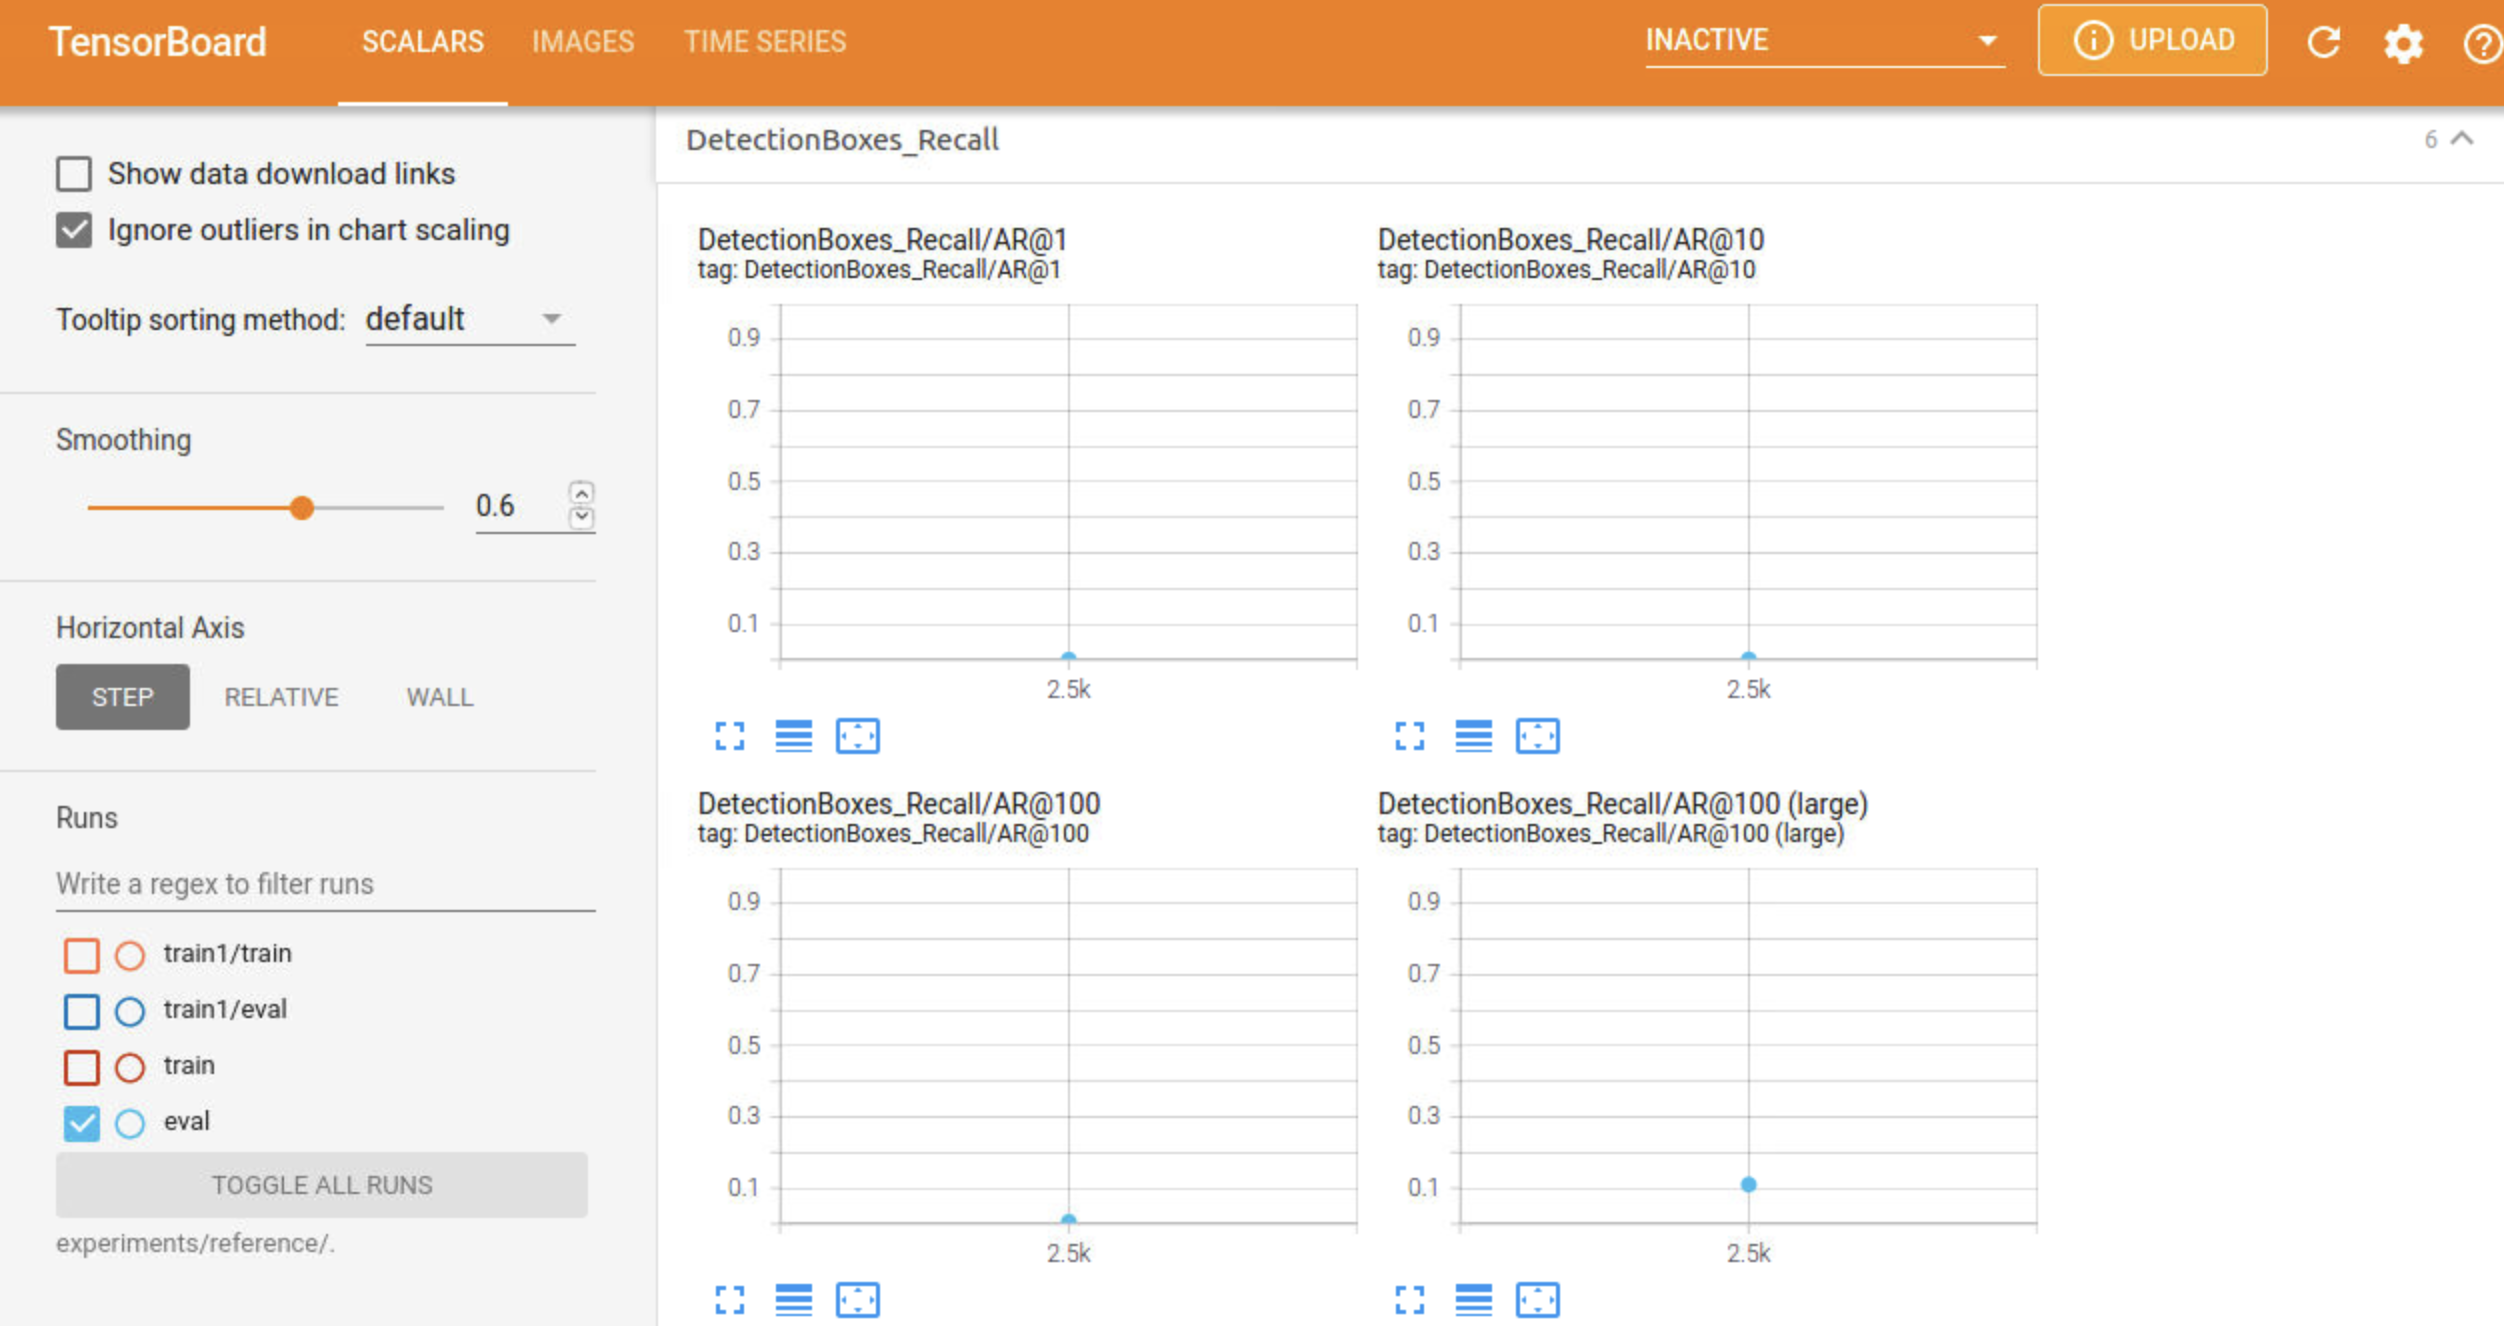 TensorBoard SCALARS IMAGES TIME SERIES INACTIVE UPLOAD
Show data download links
Ignore outliers in chart scaling
Tooltip sorting method: default
Smoothing
0.6
Horizontal Axis
STEP RELATIVE WALL
Runs
Write a regex to filter runs
train1/train
train1/eval
train
eval
TOGGLE ALL RUNS
experiments/reference/.
DetectionBoxes_Recall 6
DetectionBoxes_Recall/AR@1
tag: DetectionBoxes_Recall/AR@1
0.9
0.7
0.5
0.3
0.1
2.5k
DetectionBoxes_Recall/AR@10
tag: DetectionBoxes_Recall/AR@10
0.9
0.7
0.5
0.3
0.1
2.5k
DetectionBoxes_Recall/AR@100
tag: DetectionBoxes_Recall/AR@100
0.9
0.7
0.5
0.3
0.1
2.5k
DetectionBoxes_Recall/AR@100 (large)
tag: DetectionBoxes_Recall/AR@100 (large)
0.9
0.7
0.5
0.3
0.1
2.5k